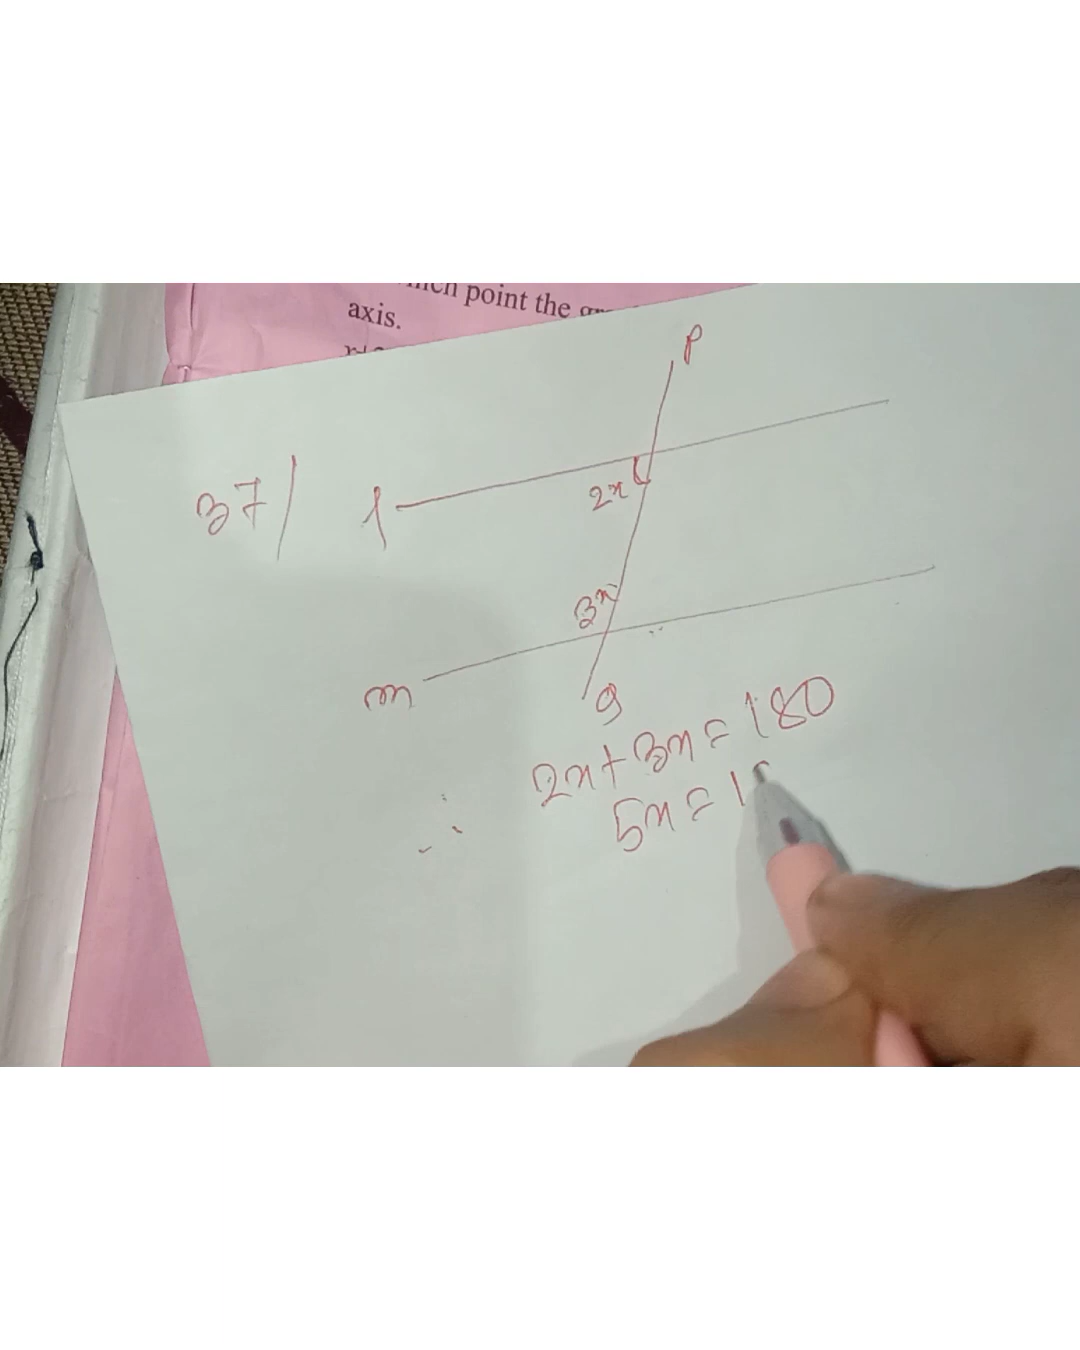 point the
axis.
P
37/ l
2x
3x
m
q
2x+3x=180
5x=1